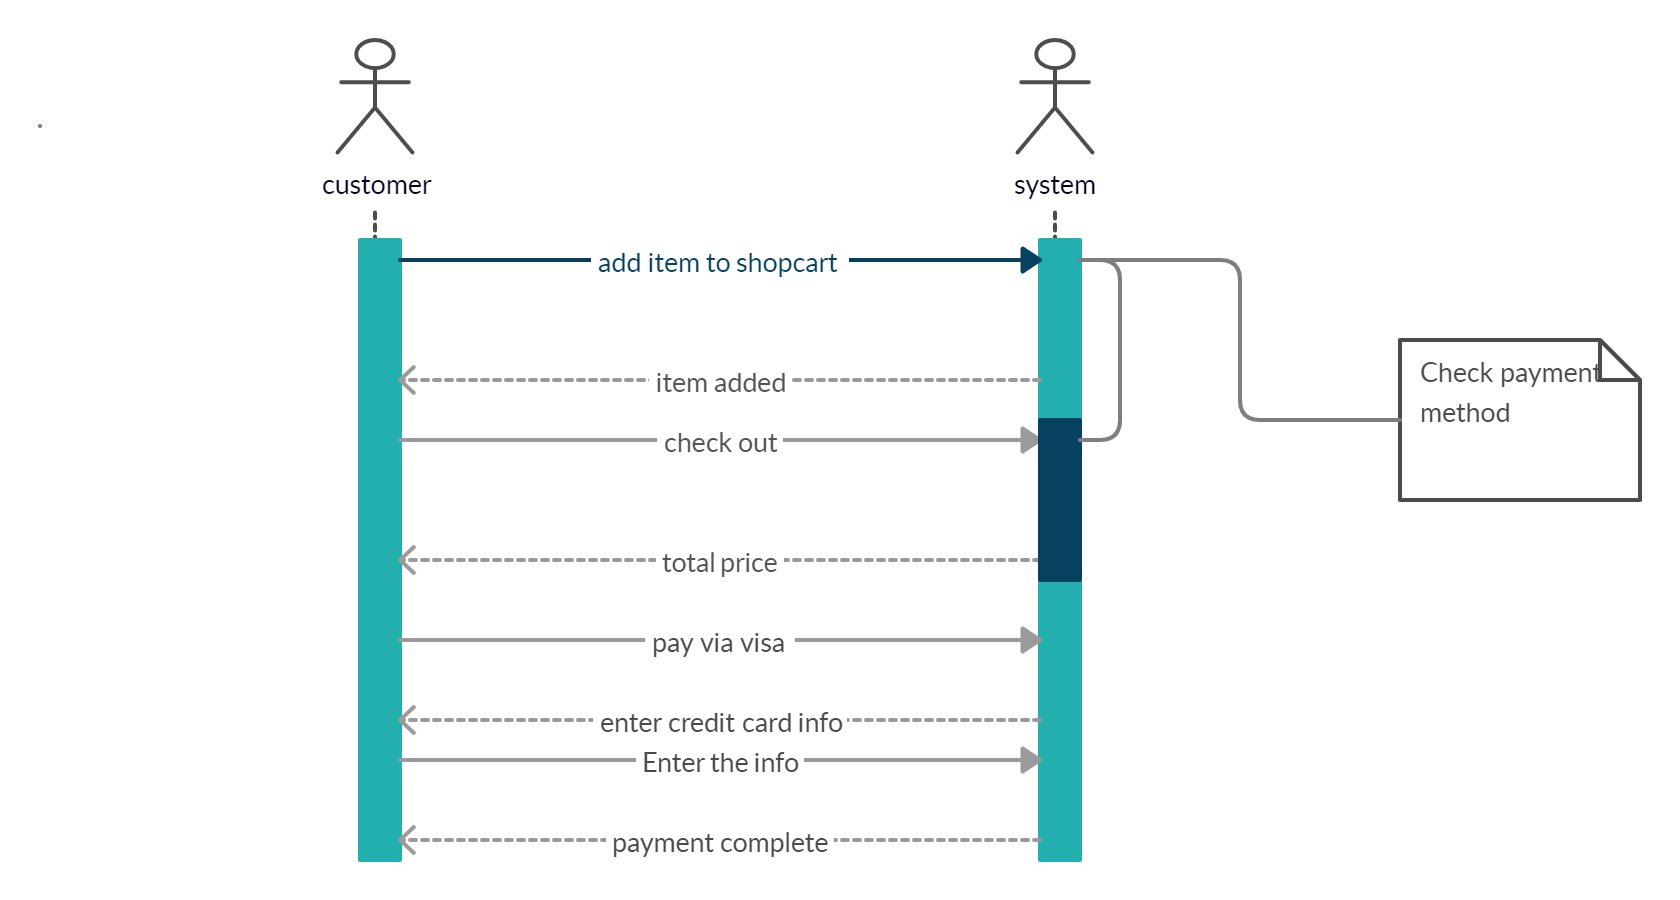 customer
system
add item to shopcart
item added
Check payment
method
check out
total price
pay via visa
enter credit card info
Enter the info
payment complete